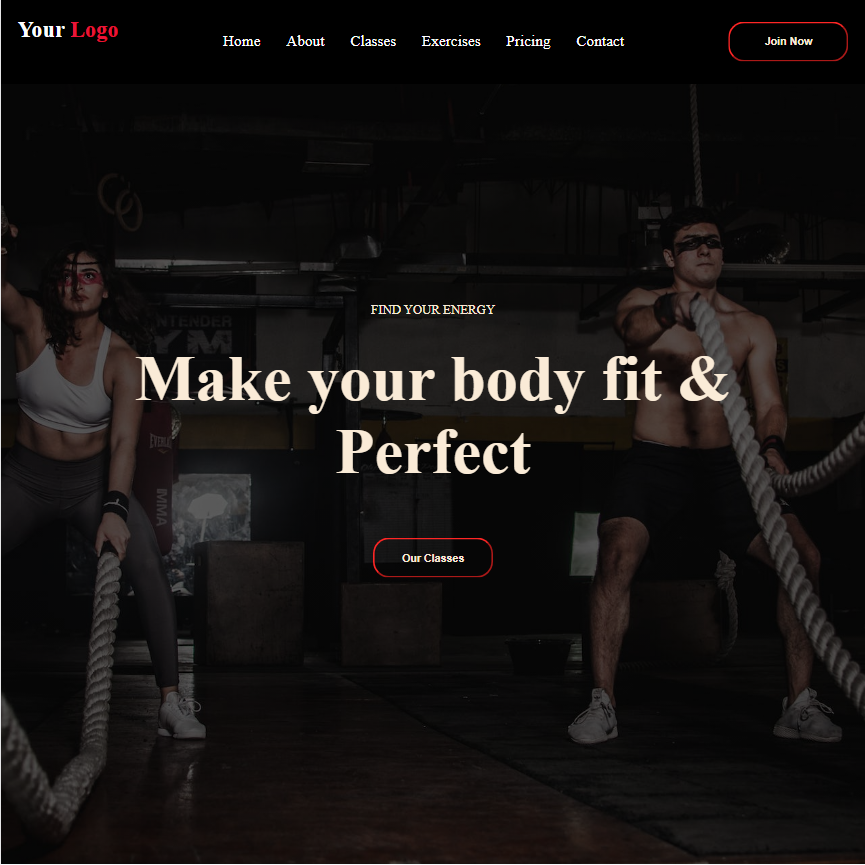 Your Logo
Home About Classes Exercises Pricing Contact
Join Now
FIND YOUR ENERGY
Make your body fit &
Perfect
Our Classes
MMA